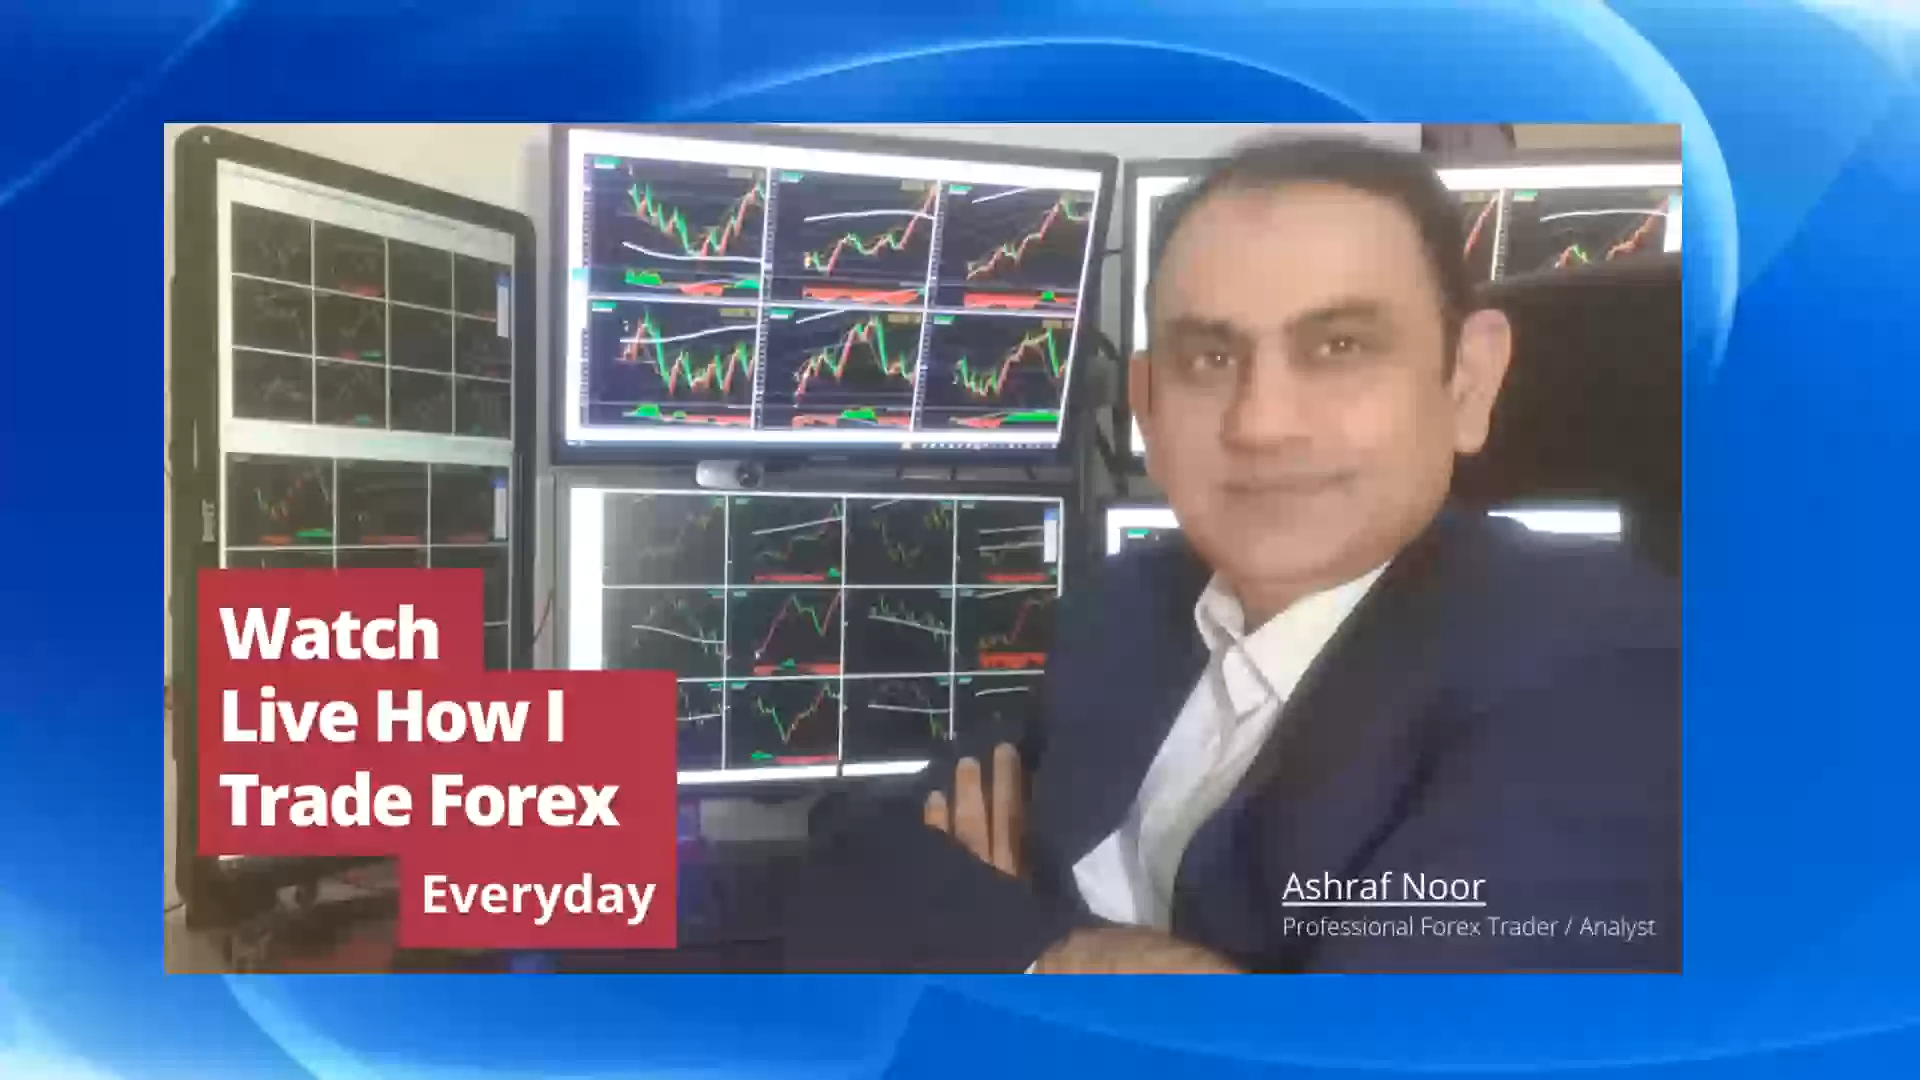 Watch
Live How I
Trade Forex
Everyday
Ashraf Noor
Professional Forex Trader / Analyst